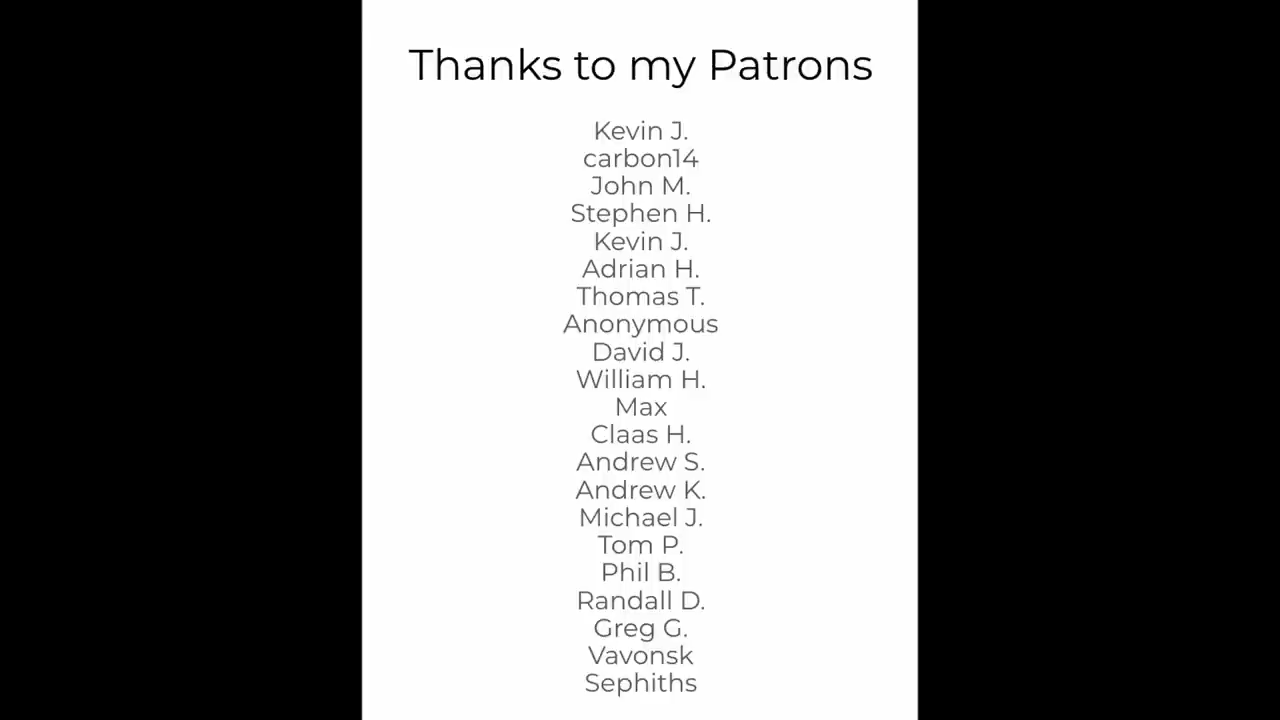 Thanks to my Patrons
Kevin J.
carbon14
John M.
Stephen H.
Kevin J.
Adrian H.
Thomas T.
Anonymous
David J.
William H.
Max
Claas H.
Andrew S.
Andrew K.
Michael J.
Tom P.
Phil B.
Randall D.
Greg G.
Vavonsk
Sephiths